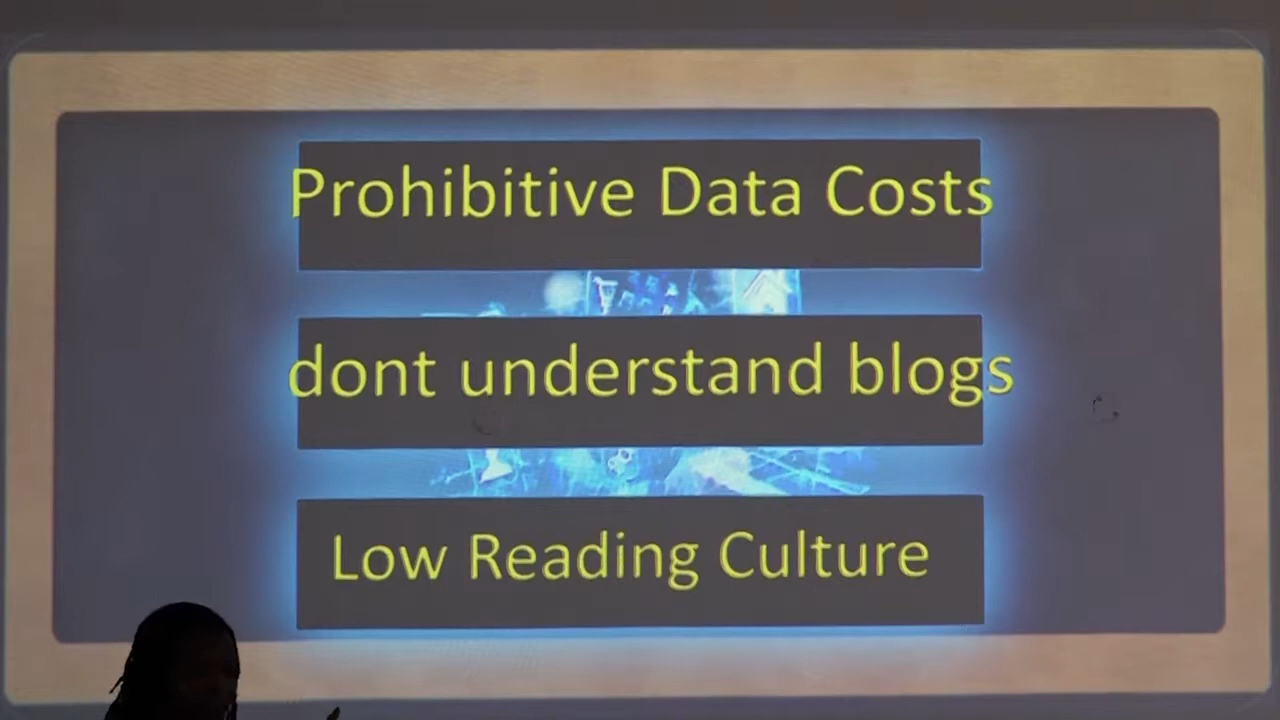 Prohibitive Data Costs
dont understand blogs
Low Reading Culture